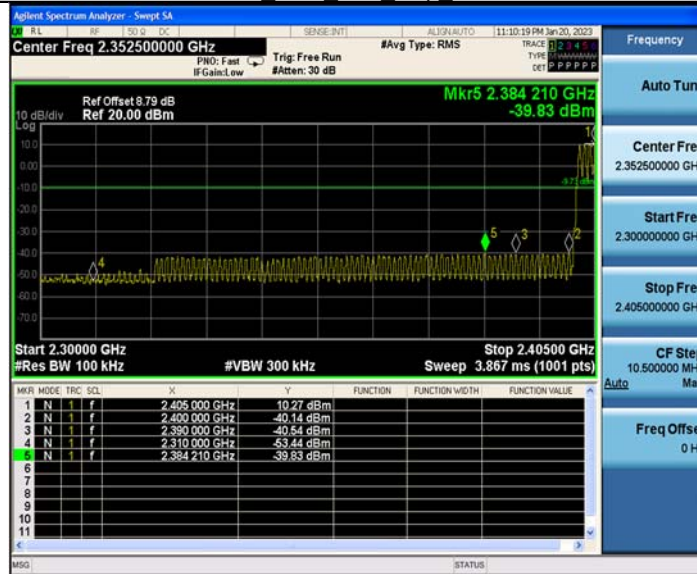 Agilent Spectrum Analyzer - Swept SA
RL RF 50 Ω DC SENSE:INT ALIGN AUTO 11:10:19 PM Jan 20, 2023
Center Freq 2.352500000 GHz
PNO: Fast
IFGain:Low
Trig: Free Run
#Atten: 30 dB
#Avg Type: RMS
TRACE 1 2 3 4 5 6
TYPE
DET P P P P P P
Ref Offset 8.79 dB
10 dB/div Ref 20.00 dBm
Log
Mkr5 2.384 210 GHz
-39.83 dBm
10.0
0.00
-10.0
-20.0
-30.0
-40.0
-50.0
-60.0
-70.0
1
5 3 2
4
Start 2.30000 GHz Stop 2.40500 GHz
#Res BW 100 kHz #VBW 300 kHz Sweep 3.867 ms (1001 pts)
MKR MODE TRC SCL X Y FUNCTION FUNCTION WIDTH FUNCTION VALUE
1 N 1 f 2.405 000 GHz 10.27 dBm
2 N 1 f 2.400 000 GHz -40.14 dBm
3 N 1 f 2.390 000 GHz -40.54 dBm
4 N 1 f 2.310 000 GHz -53.44 dBm
5 N 1 f 2.384 210 GHz -39.83 dBm
6
7
8
9
10
11
MSG STATUS
Frequency
Auto Tun
Center Fre
2.352500000 GH
Start Fre
2.300000000 GH
Stop Fre
2.405000000 GH
CF Ste
10.500000 MH
Auto Ma
Freq Offse
0 H